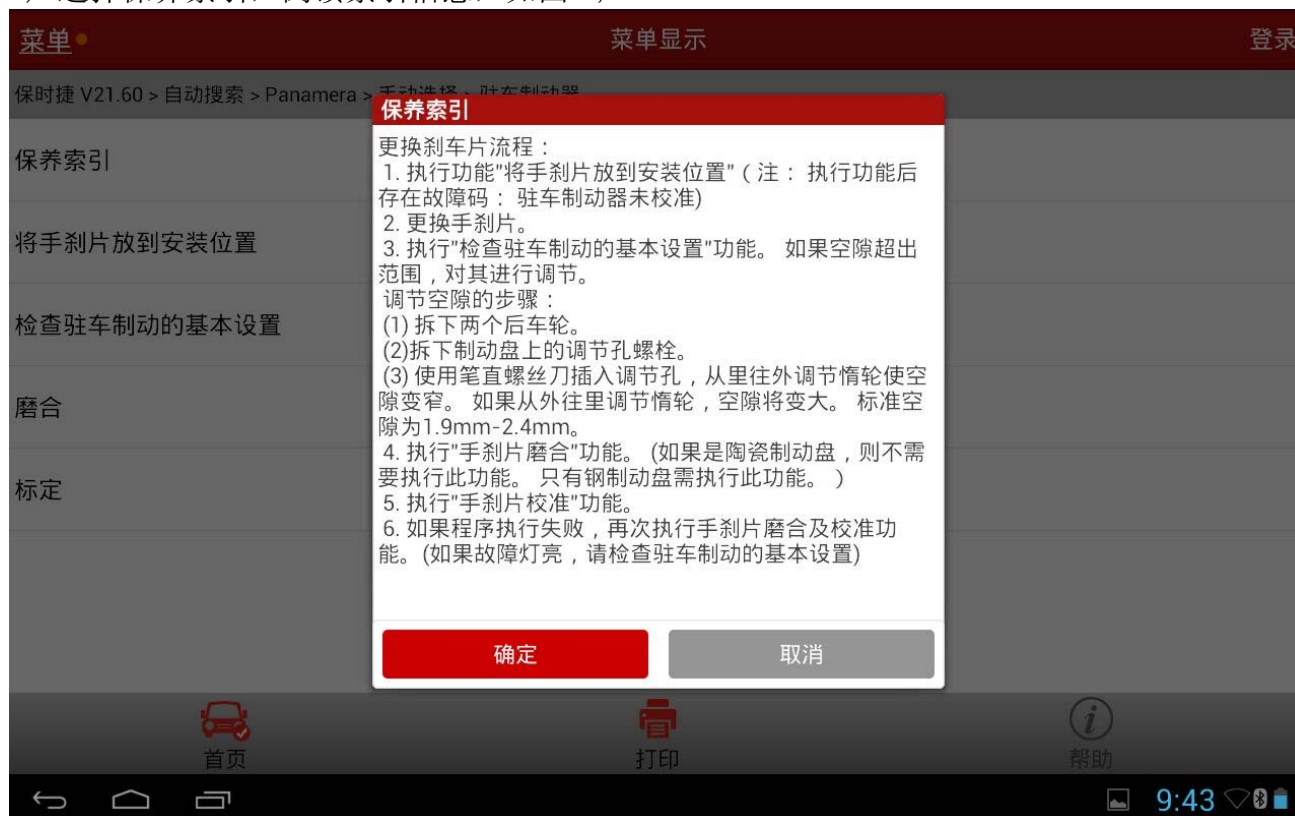 菜单
菜单显示
登录
保时捷 V21.60 > 自动搜索 > Panamera > 手动选择 > 驻车制动器
保养索引
将手刹片放到安装位置
检查驻车制动的基本设置
磨合
标定
保养索引
更换刹车片流程：
1. 执行功能"将手刹片放到安装位置"（注： 执行功能后
存在故障码： 驻车制动器未校准)
2. 更换手刹片。
3. 执行"检查驻车制动的基本设置"功能。 如果空隙超出
范围，对其进行调节。
调节空隙的步骤：
(1) 拆下两个后车轮。
(2)拆下制动盘上的调节孔螺栓。
(3) 使用笔直螺丝刀插入调节孔，从里往外调节惰轮使空
隙变窄。 如果从外往里调节惰轮，空隙将变大。 标准空
隙为1.9mm-2.4mm。
4. 执行"手刹片磨合"功能。 (如果是陶瓷制动盘，则不需
要执行此功能。 只有钢制动盘需执行此功能。 ）
5. 执行"手刹片校准"功能。
6. 如果程序执行失败，再次执行手刹片磨合及校准功
能。(如果故障灯亮，请检查驻车制动的基本设置)
确定
取消
首页
打印
帮助
9:43